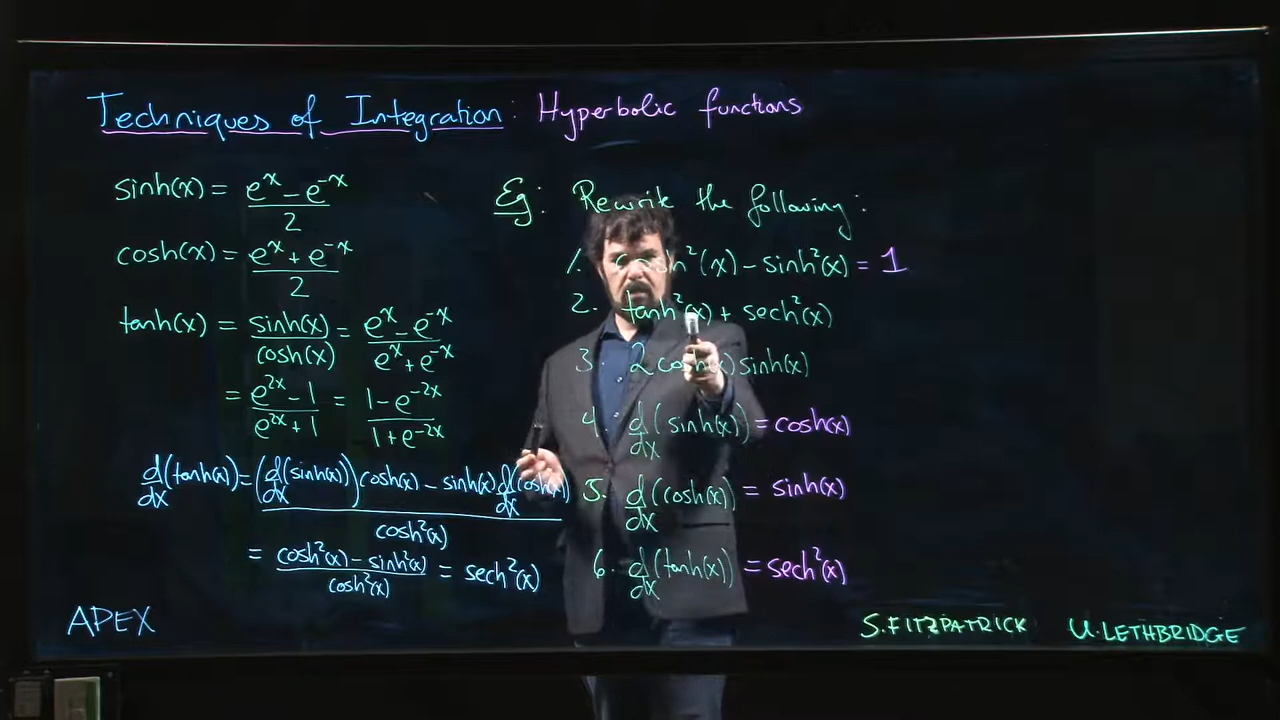 Techniques of Integration: Hyperbolic functions
sinh(x) = (e^x - e^-x)/2
cosh(x) = (e^x + e^-x)/2
tanh(x) = sinh(x)/cosh(x) = (e^x - e^-x)/(e^x + e^-x)
= (e^2x - 1)/(e^2x + 1) = (1 - e^-2x)/(1 + e^-2x)
d/dx (tanh(x)) = ((d/dx (sinh(x))) cosh(x) - sinh(x) d/dx (cosh(x)))/cosh²(x)
= (cosh²(x) - sinh²(x))/cosh²(x) = sech²(x)
Eg: Rewrite the following:
1. cosh²(x) - sinh²(x) = 1
2. tanh²(x) + sech²(x)
3. 2cosh(x)sinh(x)
4. d/dx (sinh(x)) = cosh(x)
5. d/dx (cosh(x)) = sinh(x)
6. d/dx (tanh(x)) = sech²(x)
APEX
S.FITZPATRICK U.LETHBRIDGE